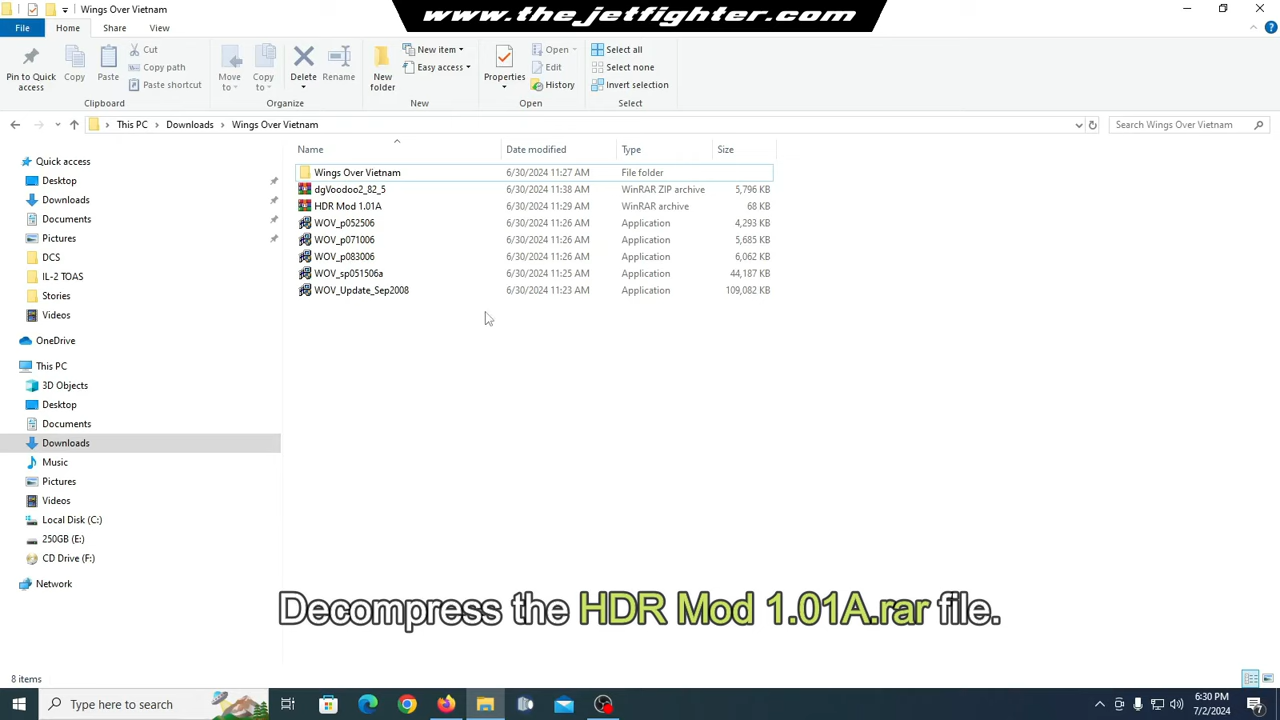 Wings Over Vietnam
www.the.jetfighter.com
File
Home
Share
View
Pin to Quick access
Copy
Paste
Cut
Copy path
Paste shortcut
Clipboard
Move to
Copy to
Delete
Rename
Organize
New folder
New item
Easy access
New
Properties
Open
Edit
History
Open
Select all
Select none
Invert selection
Select
This PC
Downloads
Wings Over Vietnam
Search Wings Over Vietnam
Quick access
Desktop
Downloads
Documents
Pictures
DCS
IL-2 TOAS
Stories
Videos
OneDrive
This PC
3D Objects
Desktop
Documents
Downloads
Music
Pictures
Videos
Local Disk (C:)
250GB (E:)
CD Drive (F:)
Network
Name Date modified Type Size
Wings Over Vietnam 6/30/2024 11:27 AM File folder
dgVoodoo2_82_5 6/30/2024 11:38 AM WinRAR ZIP archive 5,796 KB
HDR Mod 1.01A 6/30/2024 11:29 AM WinRAR archive 68 KB
WOV_p052506 6/30/2024 11:26 AM Application 4,293 KB
WOV_p071006 6/30/2024 11:26 AM Application 5,685 KB
WOV_p083006 6/30/2024 11:26 AM Application 6,062 KB
WOV_sp051506a 6/30/2024 11:25 AM Application 44,187 KB
WOV_Update_Sep2008 6/30/2024 11:23 AM Application 109,082 KB
Decompress the HDR Mod 1.01A.rar file.
8 items
Type here to search
6:30 PM
7/2/2024